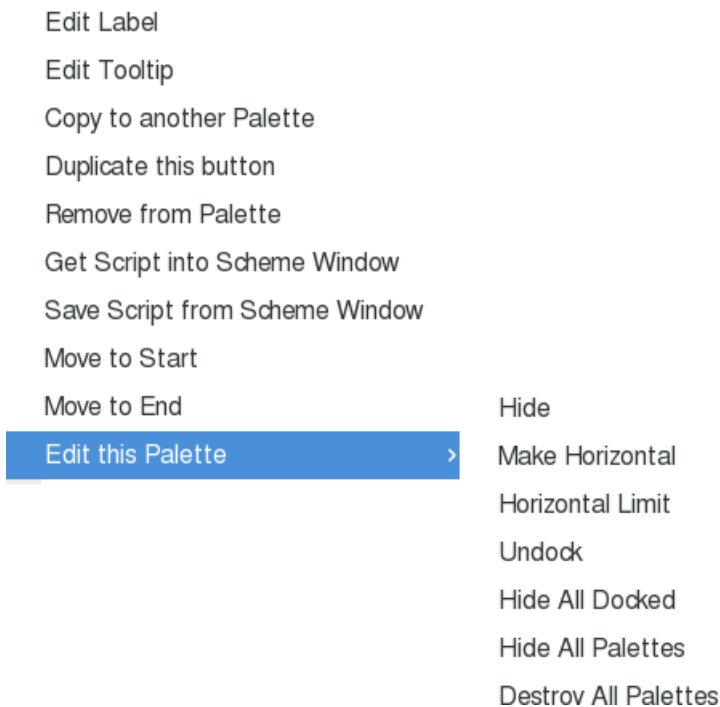 Edit Label
Edit Tooltip
Copy to another Palette
Duplicate this button
Remove from Palette
Get Script into Scheme Window
Save Script from Scheme Window
Move to Start
Move to End
Edit this Palette
Hide
Make Horizontal
Horizontal Limit
Undock
Hide All Docked
Hide All Palettes
Destroy All Palettes